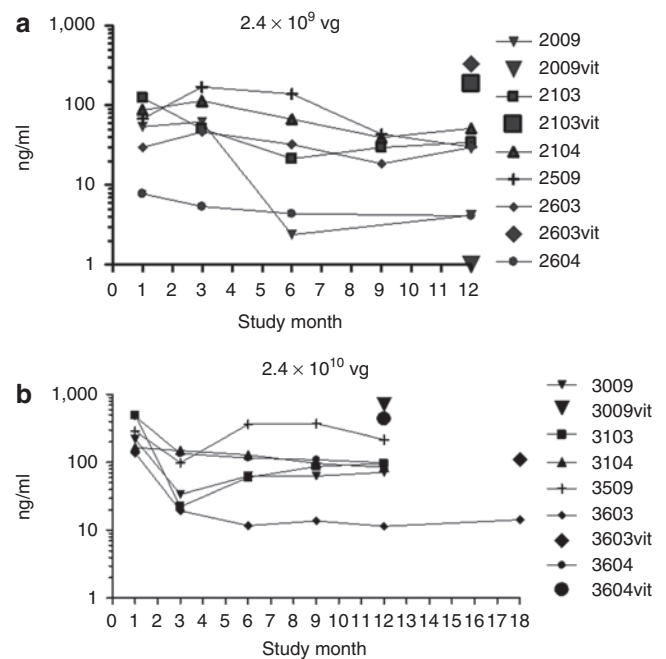 a
2.4 × 10⁹ vg
1,000
100
10
1
ng/ml
0 1 2 3 4 5 6 7 8 9 10 11 12
Study month
2009
2009vit
2103
2103vit
2104
2509
2603
2603vit
2604
b
2.4 × 10¹⁰ vg
1,000
100
10
1
ng/ml
0 1 2 3 4 5 6 7 8 9 10 11 12 13 14 15 16 17 18
Study month
3009
3009vit
3103
3104
3509
3603
3603vit
3604
3604vit